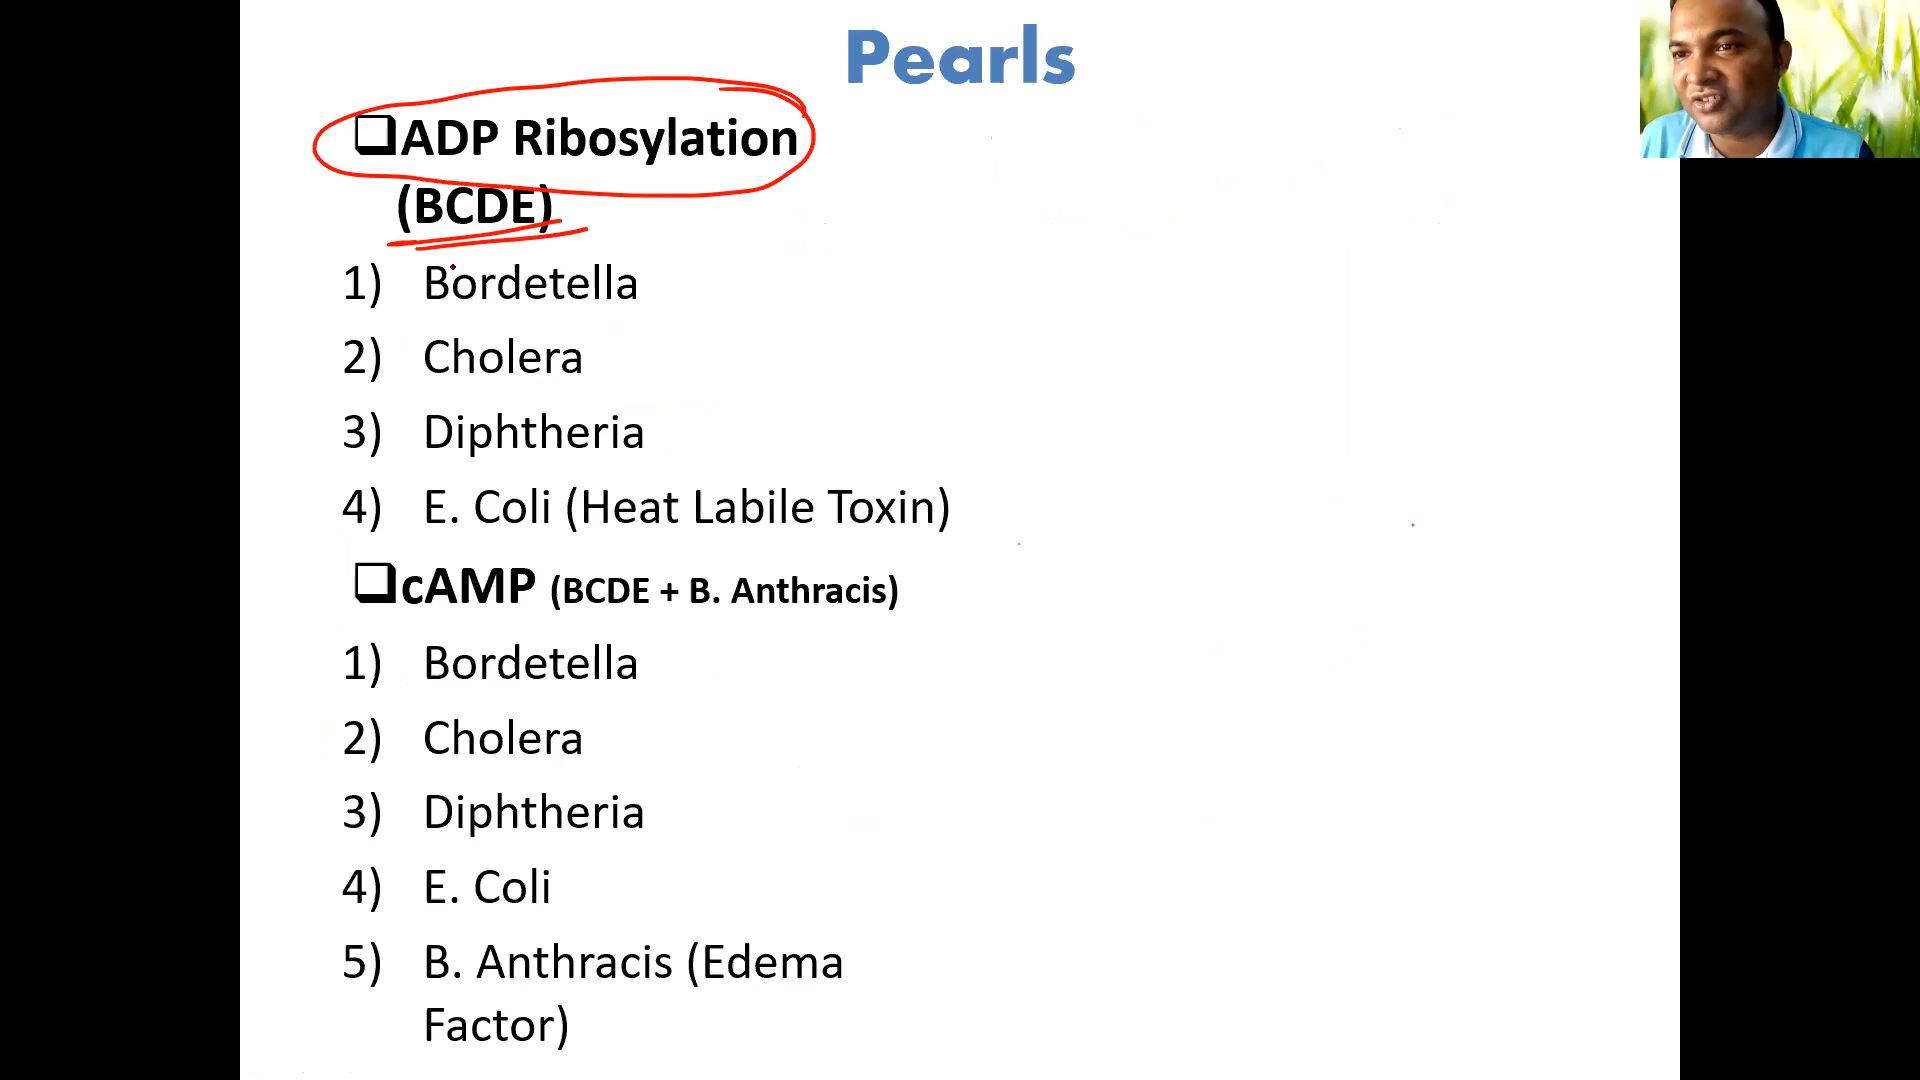 Pearls
❑ADP Ribosylation
(BCDE)
1) Bordetella
2) Cholera
3) Diphtheria
4) E. Coli (Heat Labile Toxin)
❑cAMP (BCDE + B. Anthracis)
1) Bordetella
2) Cholera
3) Diphtheria
4) E. Coli
5) B. Anthracis (Edema
Factor)